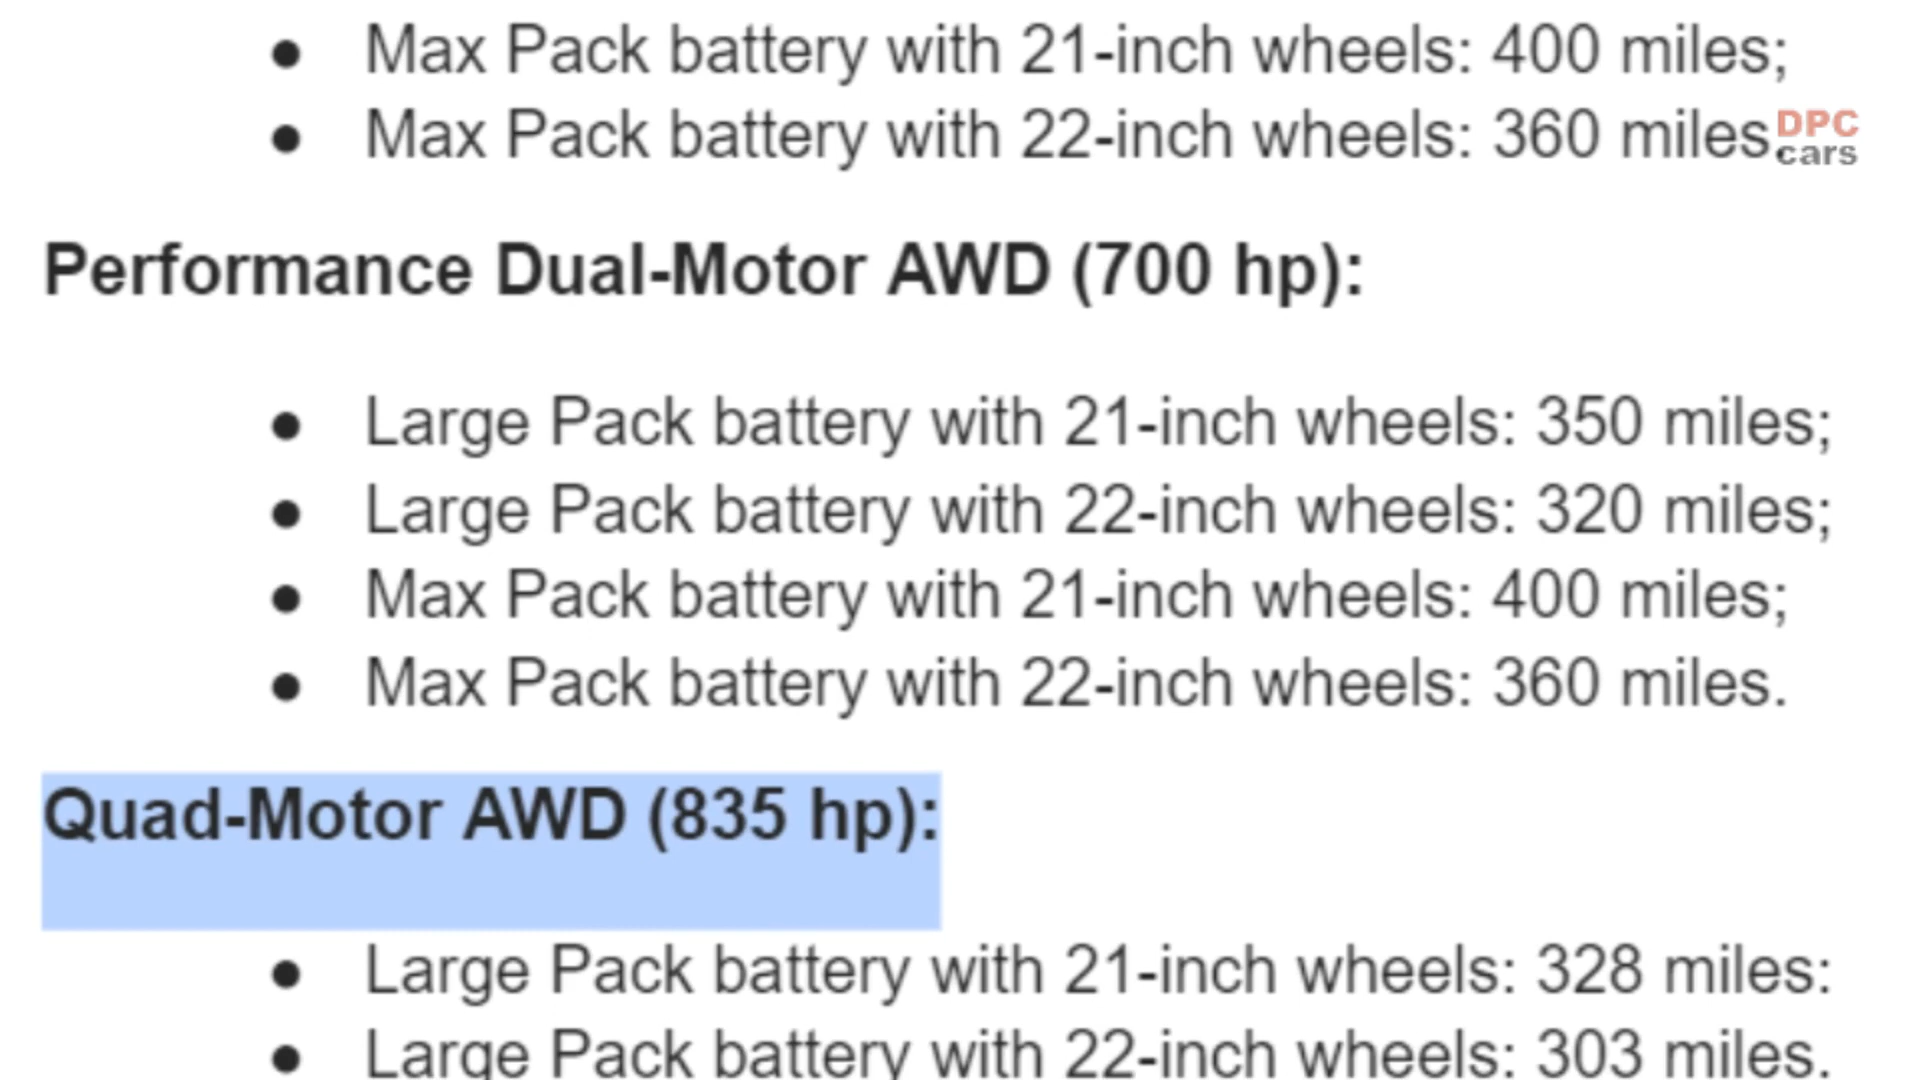 ● Max Pack battery with 21-inch wheels: 400 miles;
● Max Pack battery with 22-inch wheels: 360 miles.
DPC
cars
Performance Dual-Motor AWD (700 hp):
● Large Pack battery with 21-inch wheels: 350 miles;
● Large Pack battery with 22-inch wheels: 320 miles;
● Max Pack battery with 21-inch wheels: 400 miles;
● Max Pack battery with 22-inch wheels: 360 miles.
Quad-Motor AWD (835 hp):
● Large Pack battery with 21-inch wheels: 328 miles:
● Large Pack battery with 22-inch wheels: 303 miles.